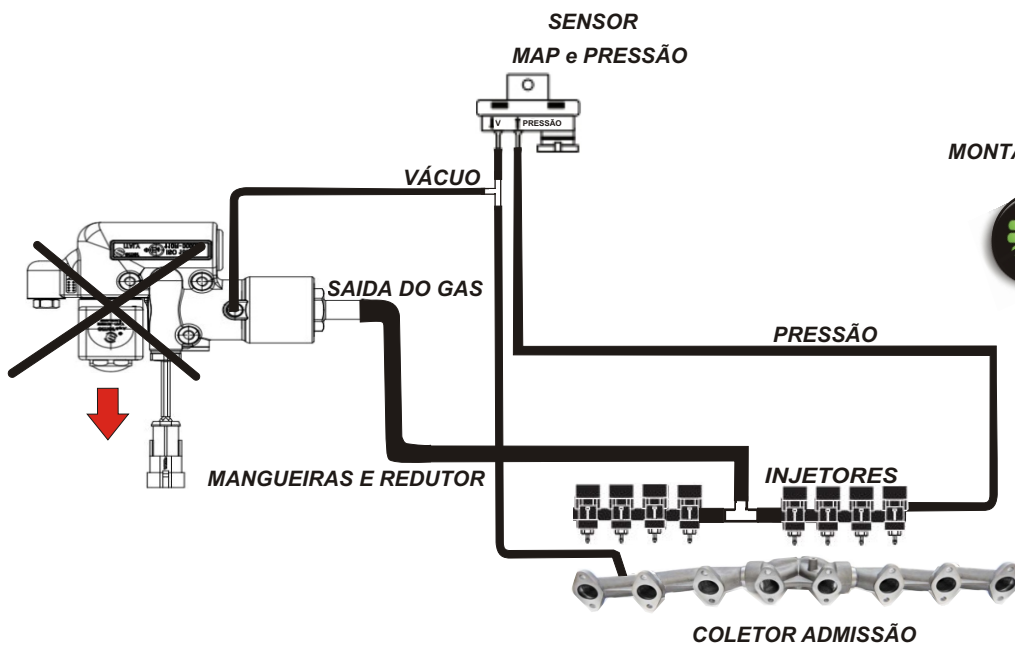 SENSOR
MAP e PRESSÃO
V PRESSÃO
MONTA
VÁCUO
SAIDA DO GAS
PRESSÃO
MANGUEIRAS E REDUTOR
INJETORES
COLETOR ADMISSÃO